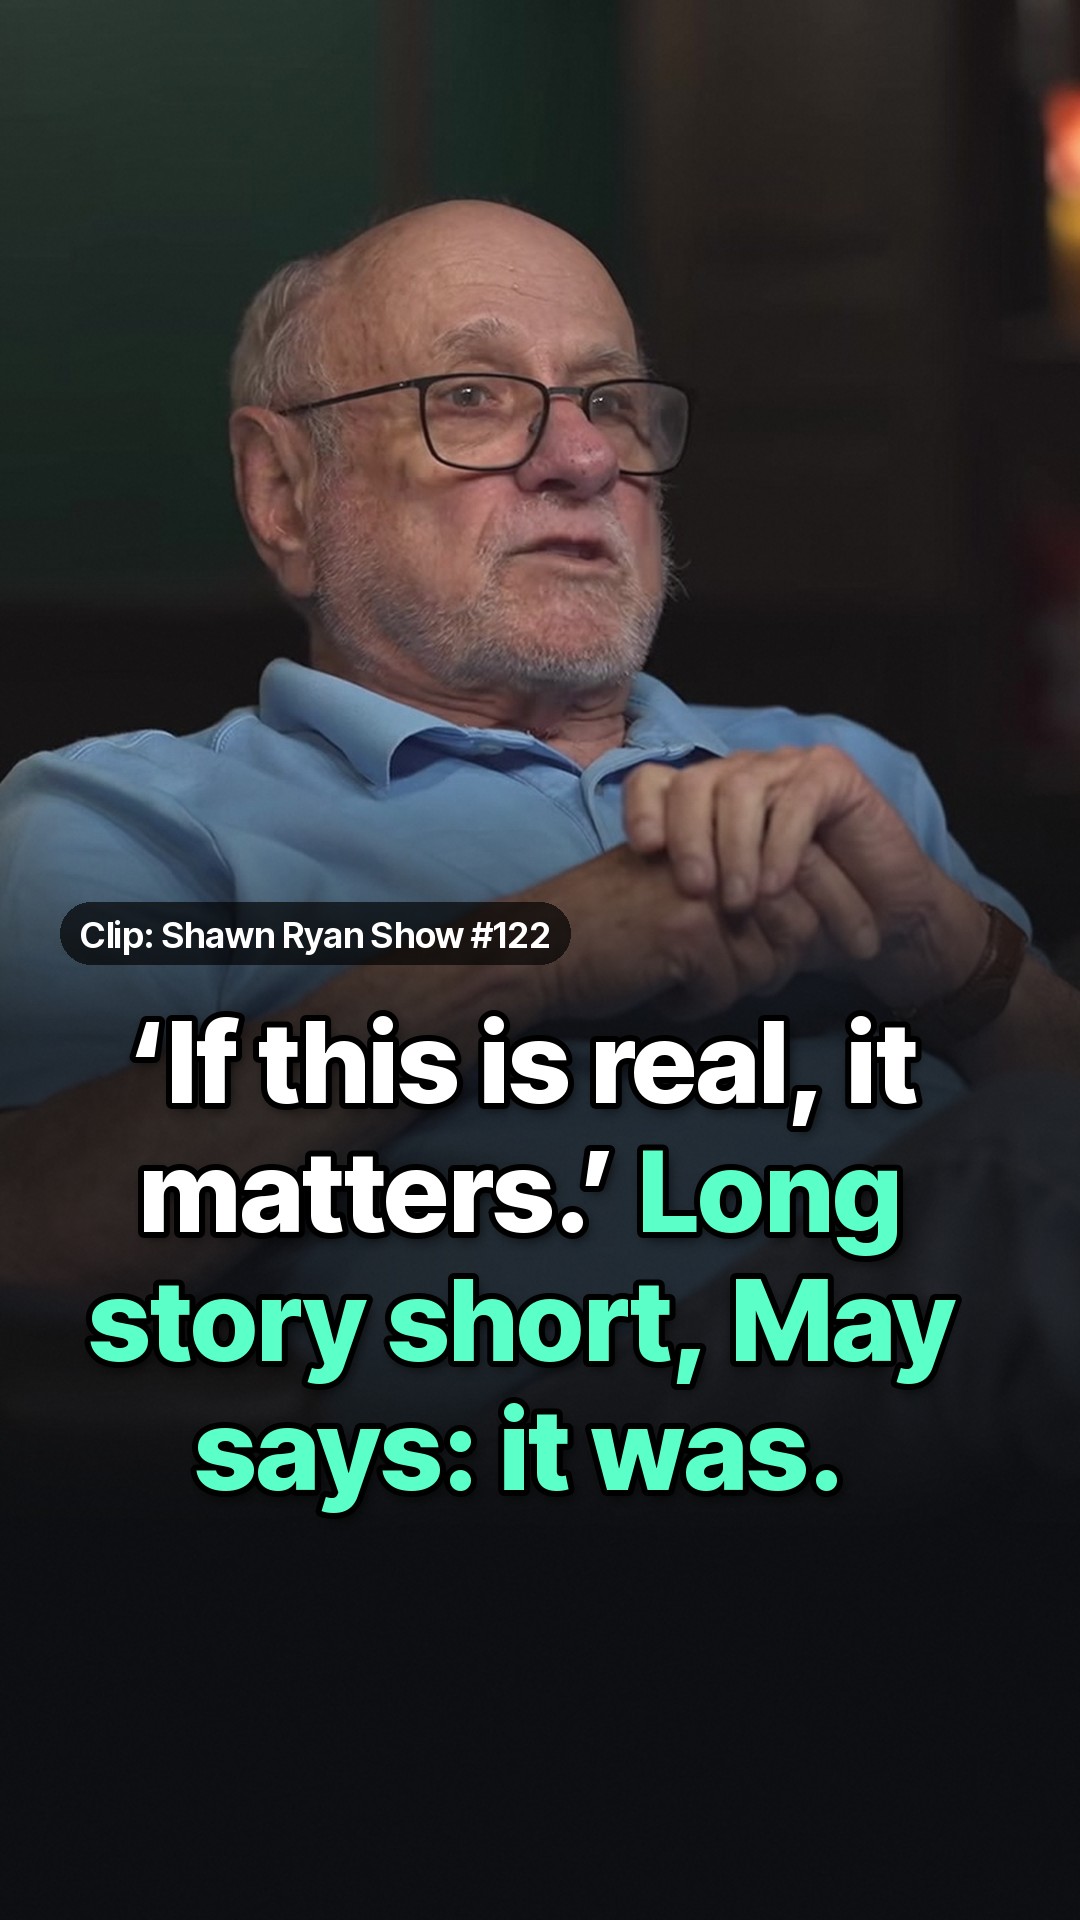 Clip: Shawn Ryan Show #122
‘If this is real, it
matters.’ Long
story short, May
says: it was.